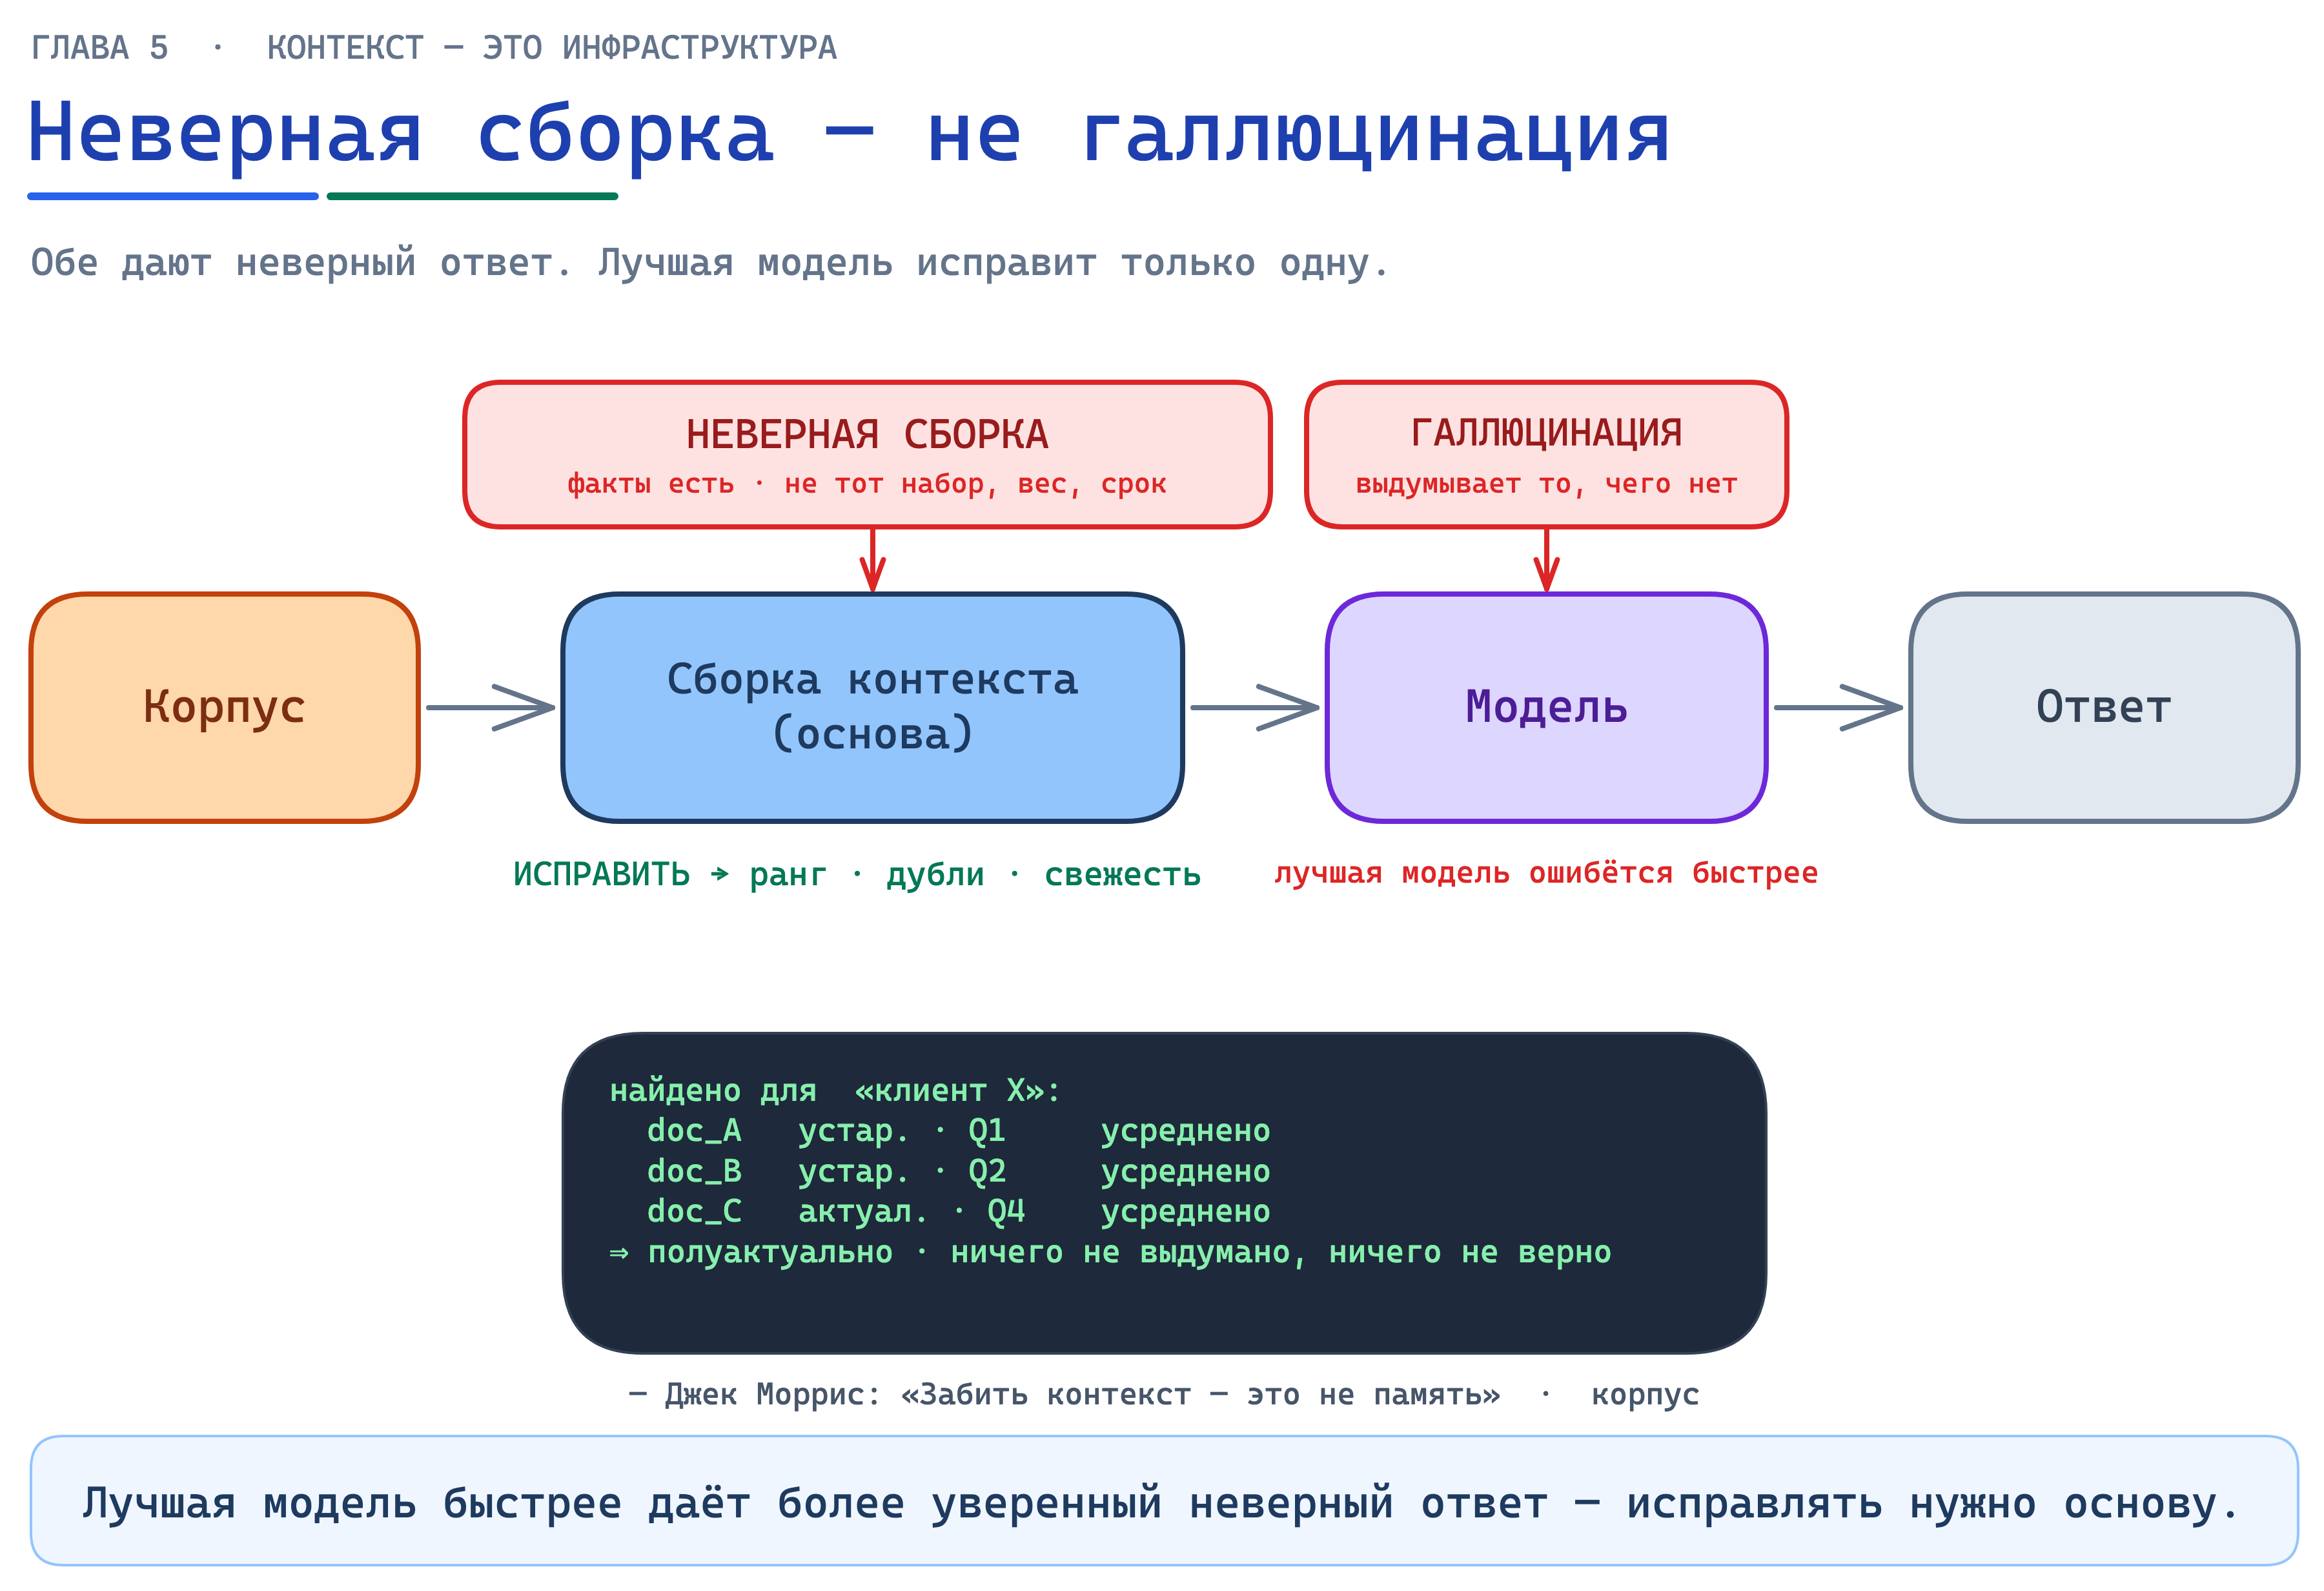 ГЛАВА 5 · КОНТЕКСТ — ЭТО ИНФРАСТРУКТУРА
Неверная сборка — не галлюцинация
Обе дают неверный ответ. Лучшая модель исправит только одну.
НЕВЕРНАЯ СБОРКА
факты есть · не тот набор, вес, срок
ГАЛЛЮЦИНАЦИЯ
выдумывает то, чего нет
Корпус
Сборка контекста
(основа)
Модель
Ответ
ИСПРАВИТЬ → ранг · дубли · свежесть
лучшая модель ошибётся быстрее
найдено для «клиент X»:
doc_A устар. · Q1 усреднено
doc_B устар. · Q2 усреднено
doc_C актуал. · Q4 усреднено
⇒ полуактуально · ничего не выдумано, ничего не верно
— Джек Моррис: «Забить контекст — это не память» · корпус
Лучшая модель быстрее даёт более уверенный неверный ответ — исправлять нужно основу.